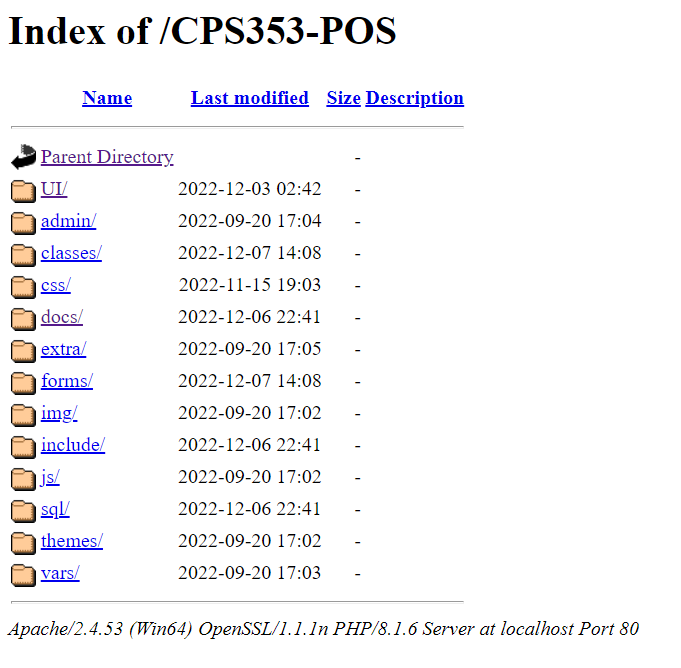 Index of /CPS353-POS
Name Last modified Size Description
Parent Directory -
UI/ 2022-12-03 02:42 -
admin/ 2022-09-20 17:04 -
classes/ 2022-12-07 14:08 -
css/ 2022-11-15 19:03 -
docs/ 2022-12-06 22:41 -
extra/ 2022-09-20 17:05 -
forms/ 2022-12-07 14:08 -
img/ 2022-09-20 17:02 -
include/ 2022-12-06 22:41 -
js/ 2022-09-20 17:02 -
sql/ 2022-12-06 22:41 -
themes/ 2022-09-20 17:02 -
vars/ 2022-09-20 17:03 -
Apache/2.4.53 (Win64) OpenSSL/1.1.1n PHP/8.1.6 Server at localhost Port 80